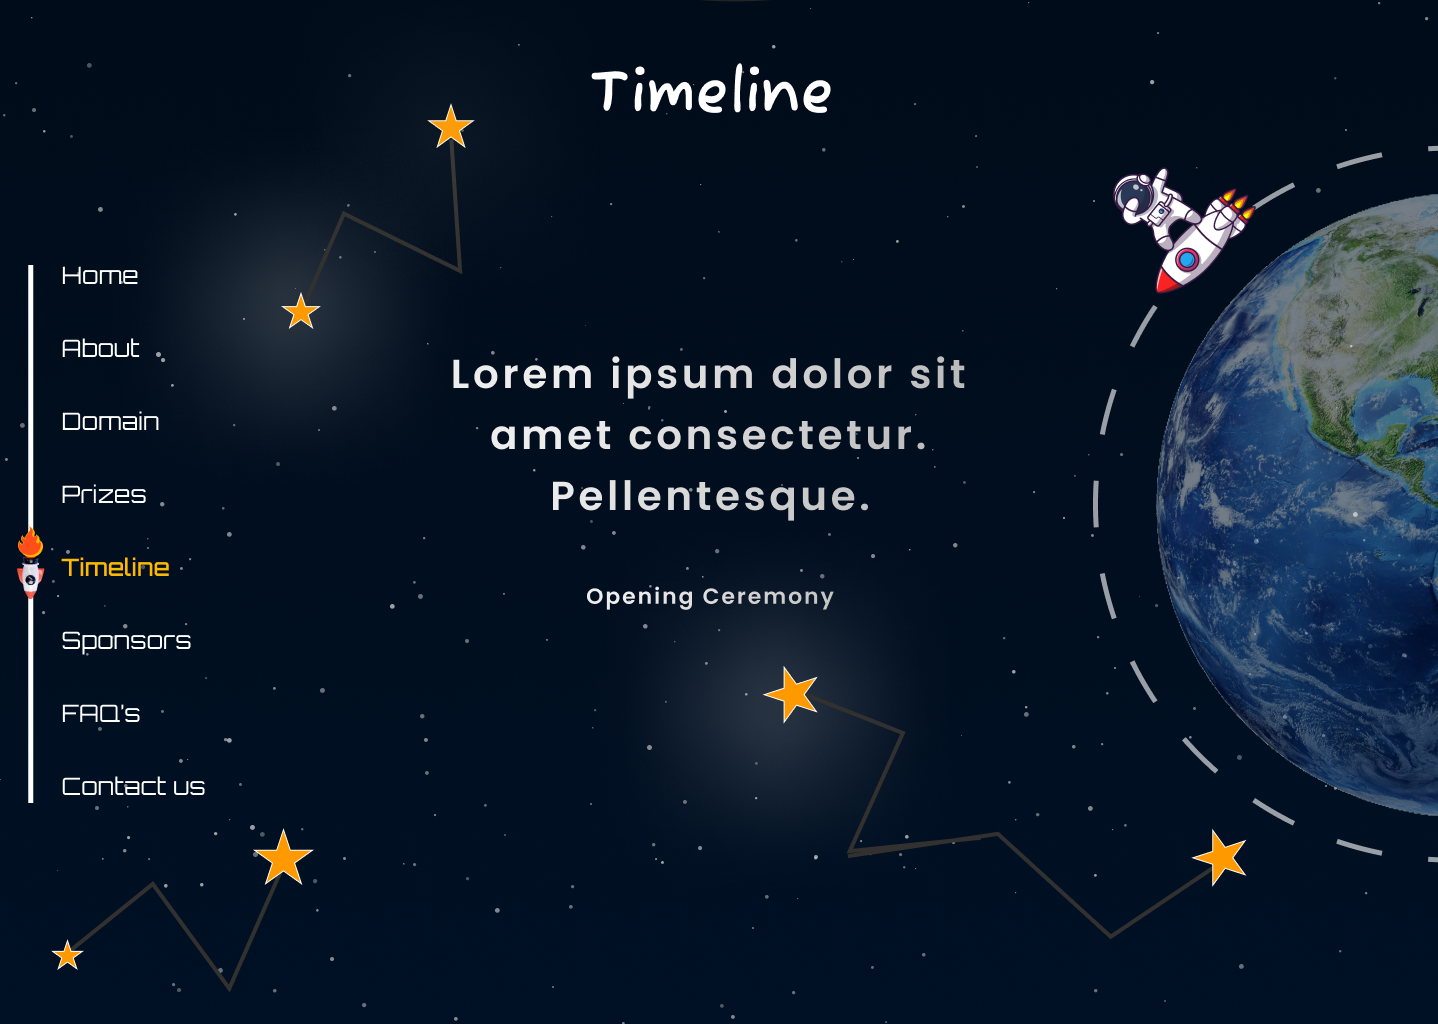 Timeline
Home
About
Domain
Prizes
Timeline
Sponsors
FAQ's
Contact us
Lorem ipsum dolor sit
amet consectetur.
Pellentesque.
Opening Ceremony